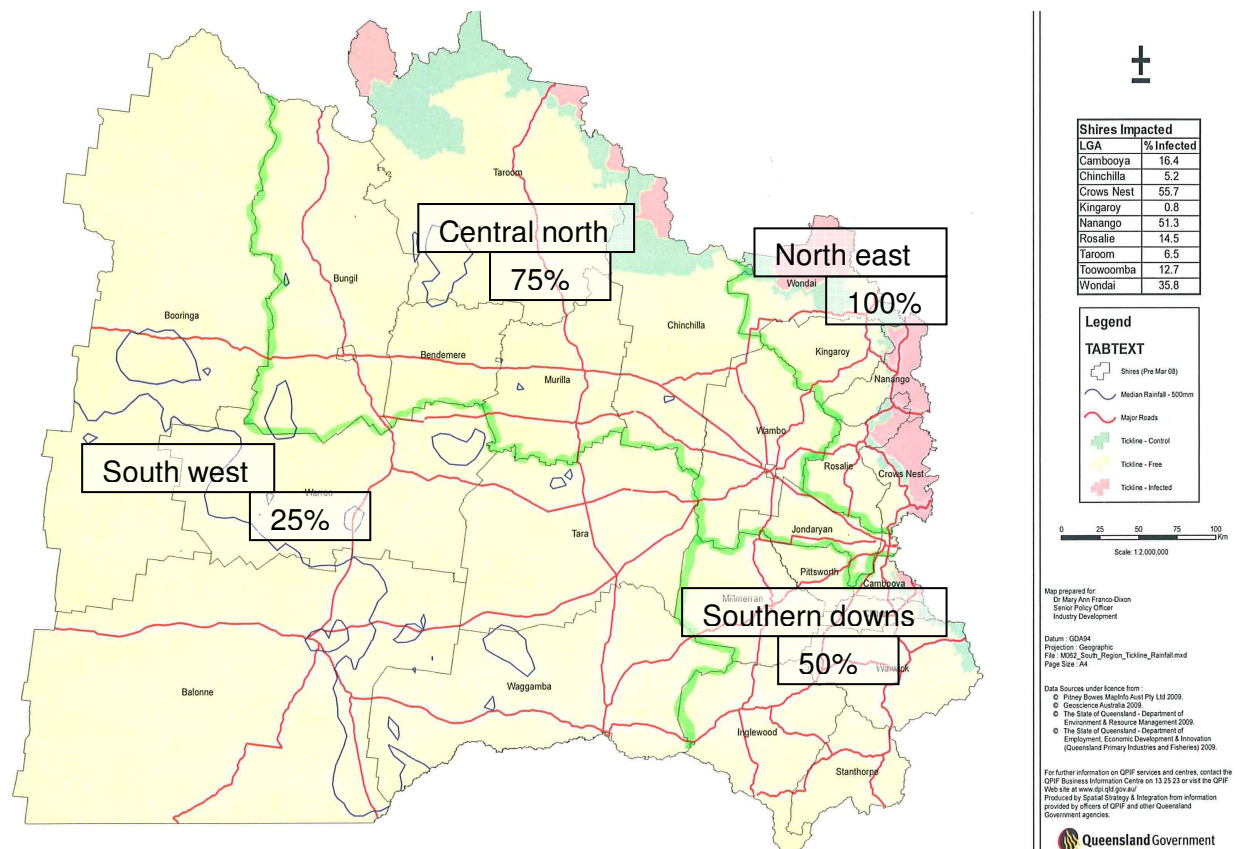 Taroom
Central north
75%
North east
100%
Wondai
Bungil
Booringa
Chinchilla
Kingaroy
Bendemere
Murilla
Nanango
Wambo
South west
25%
Rosalie
Crows Nest
Tara
Jondaryan
Pittsworth
Cambooya
Millmerran
Southern downs
50%
Warwick
Balonne
Waggamba
Inglewood
Stanthorpe
±
Shires Impacted
LGA % Infected
Cambooya 16.4
Chinchilla 5.2
Crows Nest 55.7
Kingaroy 0.8
Nanango 51.3
Rosalie 14.5
Taroom 6.5
Toowoomba 12.7
Wondai 35.8
Legend
TABTEXT
Shires (Pre Mar 08)
Median Rainfall - 500mm
Major Roads
Tickline - Control
Tickline - Free
Tickline - Infected
0 25 50 75 100
Km
Scale: 1:2,000,000
Map prepared for:
Dr Mary Ann Franco-Dixon
Senior Policy Officer
Industry Development
Datum : GDA94
Projection : Geographic
File : M062_South_Region_Tickline_Rainfall.mxd
Page Size : A4
Data Sources under licence from :
© Pitney Bowes MapInfo Aust Pty Ltd 2009.
© Geoscience Australia 2009.
© The State of Queensland - Department of
Environment & Resource Management 2009.
© The State of Queensland - Department of
Employment, Economic Development & Innovation
(Queensland Primary Industries and Fisheries) 2009.
For further information on QPIF services and centres, contact the
QPIF Business Information Centre on 13 25 23 or visit the QPIF
Web site at www.dpi.qld.gov.au/
Produced by Spatial Strategy & Integration from information
provided by officers of QPIF and other Queensland
Government agencies.
Queensland Government